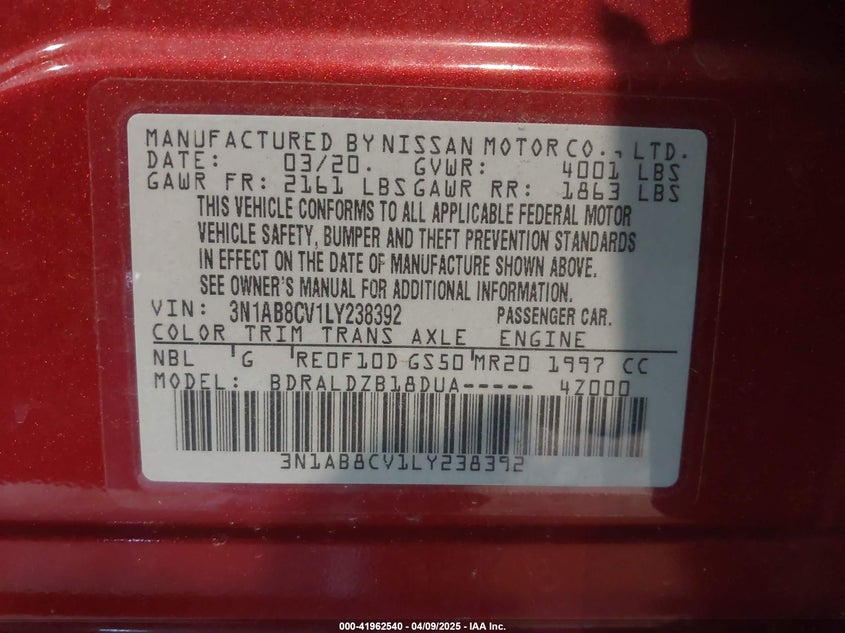 MANUFACTURED BY NISSAN MOTOR CO., LTD.
DATE: 03/20. GVWR: 4001 LBS
GAWR FR: 2161 LBS GAWR RR: 1863 LBS
THIS VEHICLE CONFORMS TO ALL APPLICABLE FEDERAL MOTOR
VEHICLE SAFETY, BUMPER AND THEFT PREVENTION STANDARDS
IN EFFECT ON THE DATE OF MANUFACTURE SHOWN ABOVE.
SEE OWNER'S MANUAL FOR ADDITIONAL INFORMATION.
VIN: 3N1AB8CV1LY238392 PASSENGER CAR.
COLOR TRIM TRANS AXLE ENGINE
NBL 'G RE0F10D GS50 MR20 1997 CC
MODEL: BDRALDZB18DUA----- 4Z000
3N1AB8CV1LY238392
000-41962540 - 04/09/2025 - IAA Inc.